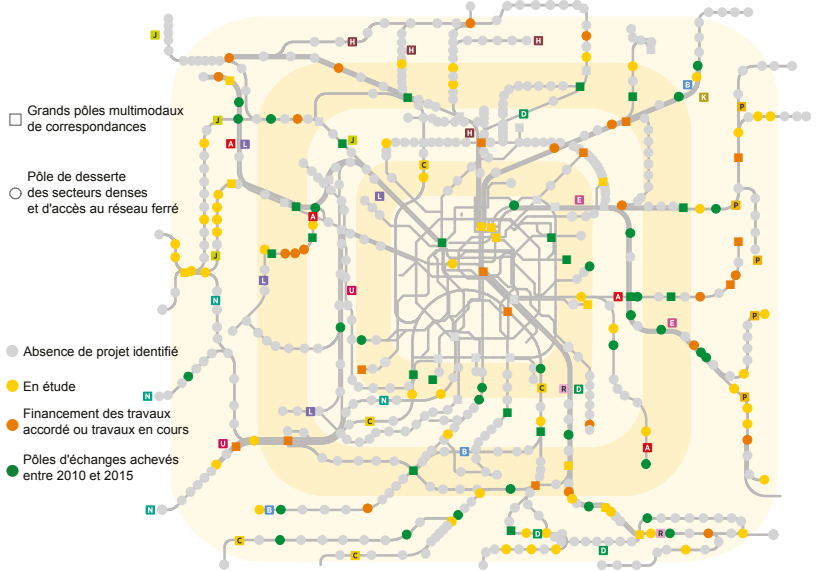 J
H
H
H
B
K
P
D
Grands pôles multimodaux
de correspondances
J
H
A
L
J
C
Pôle de desserte
des secteurs denses
et d'accès au réseau ferré
L
E
P
A
J
P
L
U
N
A
E
P
Absence de projet identifié
En étude
N
N
C
R
D
P
Financement des travaux
accordé ou travaux en cours
L
C
U
B
A
Pôles d'échanges achevés
entre 2010 et 2015
N
B
C
D
R
C
D